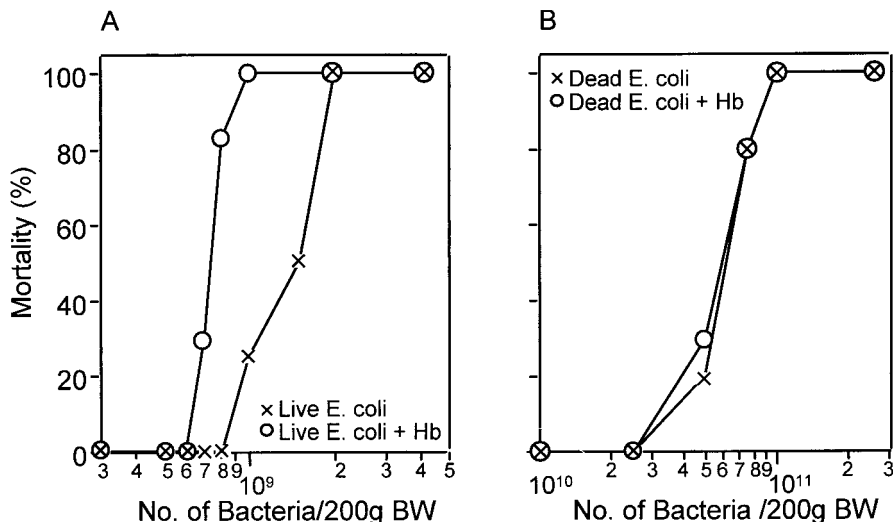 A
B
Mortality (%)
100
80
60
40
20
0
× Live E. coli
○ Live E. coli + Hb
3 4 5 6 7 8 9 10⁹ 2 3 4 5
No. of Bacteria/200g BW
× Dead E. coli
○ Dead E. coli + Hb
10¹⁰ 2 3 4 5 6 7 8 9 10¹¹ 2 3
No. of Bacteria /200g BW